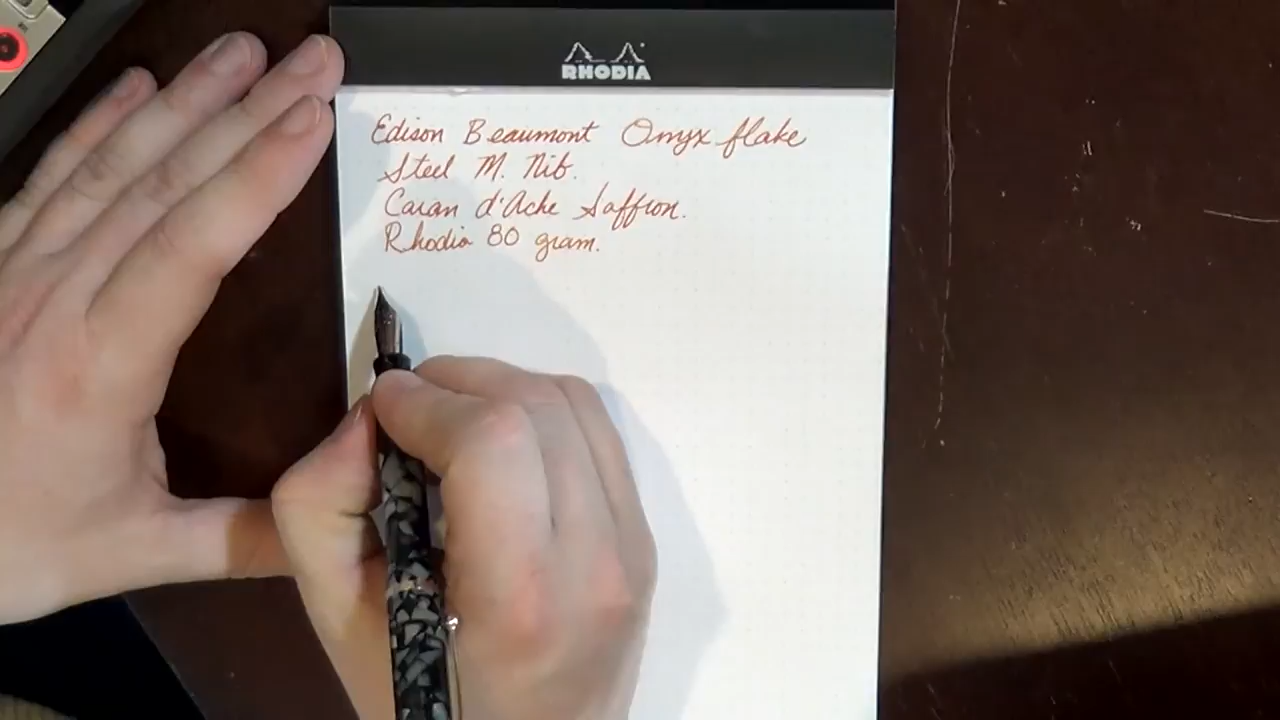 RHODIA
Edison Beaumont Onyx flake
Steel M. Nib.
Caran d'Ache Saffron.
Rhodia 80 gram.